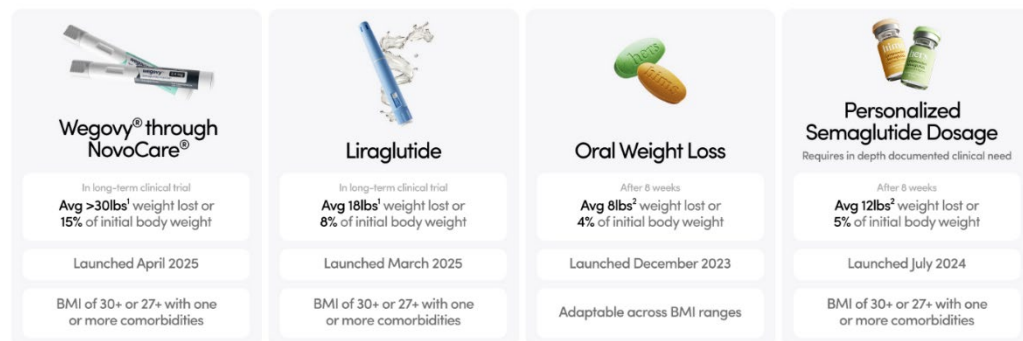 wegovy®
hers
hims
hims
hers
Wegovy® through
NovoCare®
In long-term clinical trial
Avg >30lbs¹ weight lost or
15% of initial body weight
Launched April 2025
BMI of 30+ or 27+ with one
or more comorbidities
Liraglutide
In long-term clinical trial
Avg 18lbs¹ weight lost or
8% of initial body weight
Launched March 2025
BMI of 30+ or 27+ with one
or more comorbidities
Oral Weight Loss
After 8 weeks
Avg 8lbs² weight lost or
4% of initial body weight
Launched December 2023
Adaptable across BMI ranges
Personalized
Semaglutide Dosage
Requires in depth documented clinical need
After 8 weeks
Avg 12lbs² weight lost or
5% of initial body weight
Launched July 2024
BMI of 30+ or 27+ with one
or more comorbidities